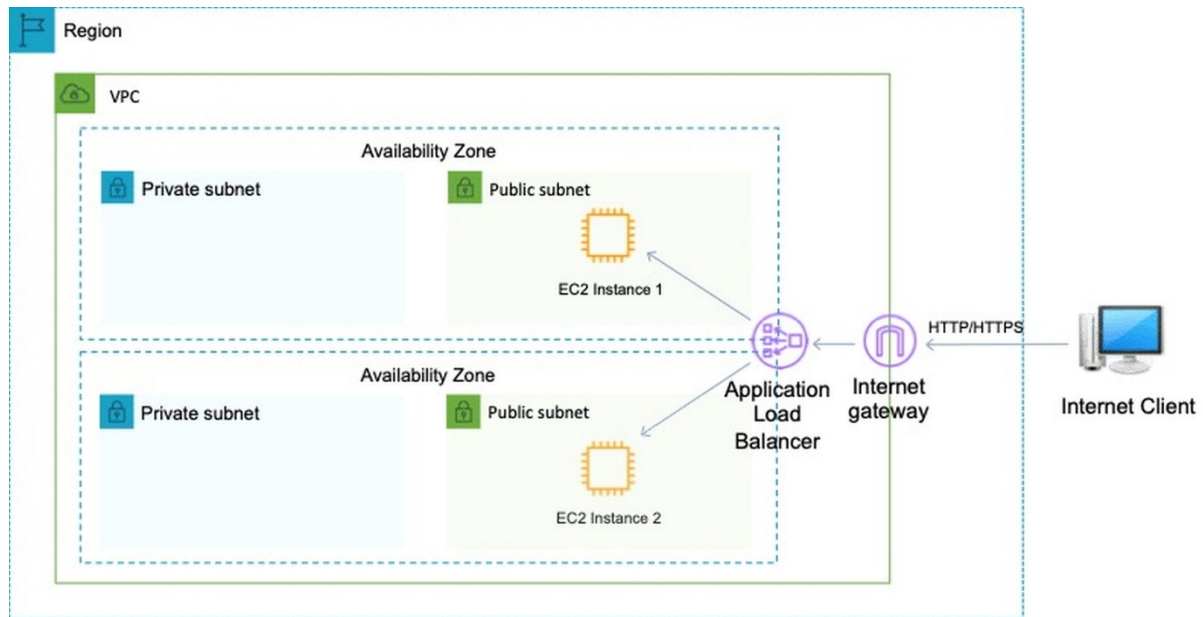 Region
VPC
Availability Zone
Private subnet
Public subnet
EC2 Instance 1
HTTP/HTTPS
Application
Load
Balancer
Internet
gateway
Internet Client
Availability Zone
Private subnet
Public subnet
EC2 Instance 2